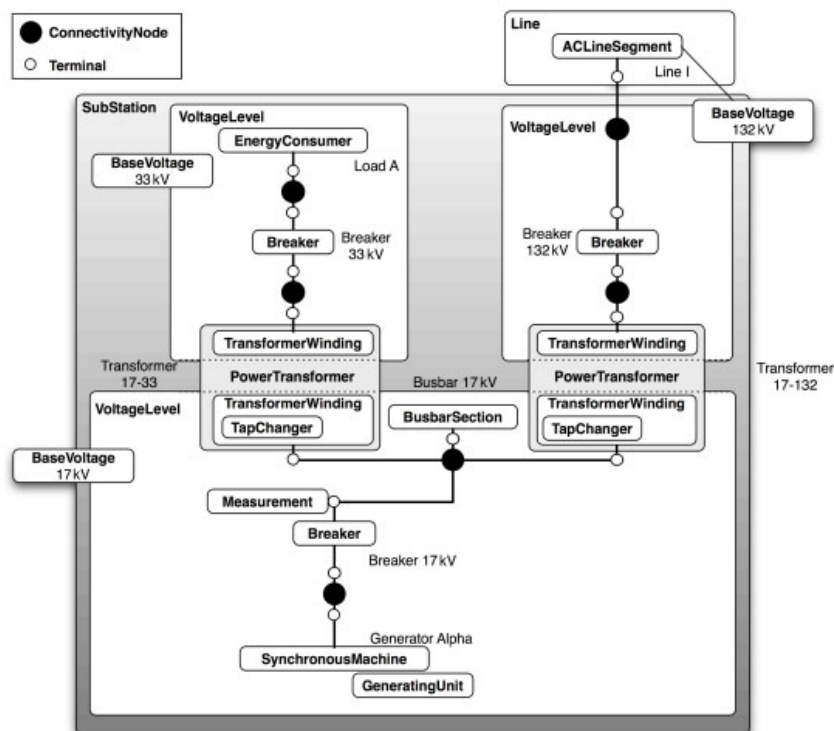 ConnectivityNode
Terminal
Line
ACLineSegment
Line I
SubStation
VoltageLevel
EnergyConsumer
BaseVoltage
33 kV
Load A
VoltageLevel
BaseVoltage
132 kV
Breaker
Breaker
33 kV
Breaker
132 kV
Breaker
TransformerWinding
TransformerWinding
Transformer
17-33
PowerTransformer
Busbar 17 kV
PowerTransformer
Transformer
17-132
VoltageLevel
TransformerWinding
TapChanger
BusbarSection
TransformerWinding
TapChanger
BaseVoltage
17 kV
Measurement
Breaker
Breaker 17 kV
Generator Alpha
SynchronousMachine
GeneratingUnit